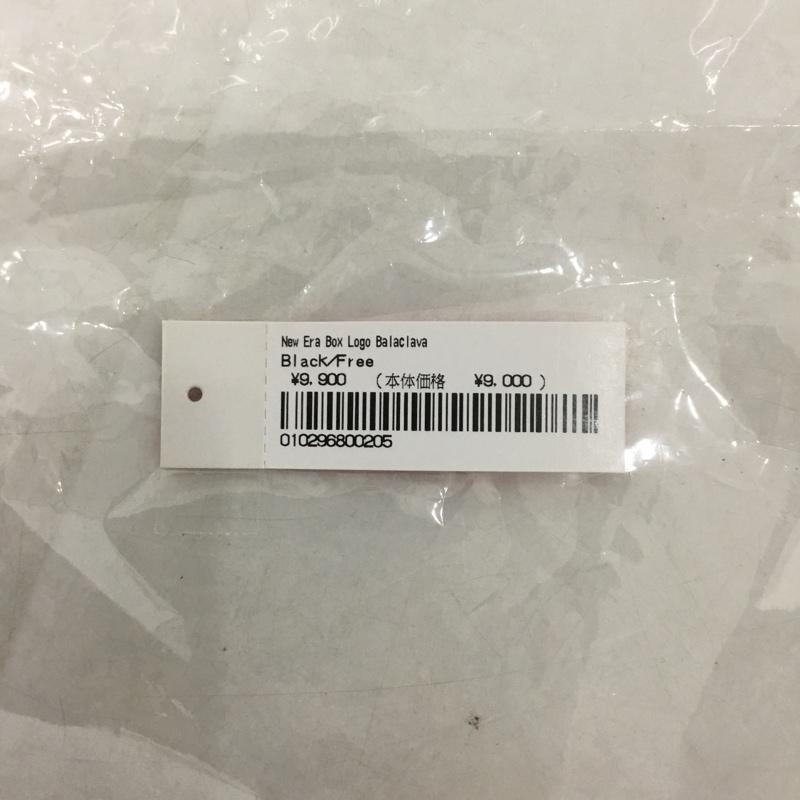 New Era Box Logo Balaclava
Black/Free
¥9.900 (本体価格 ¥9.000 )
010296800205